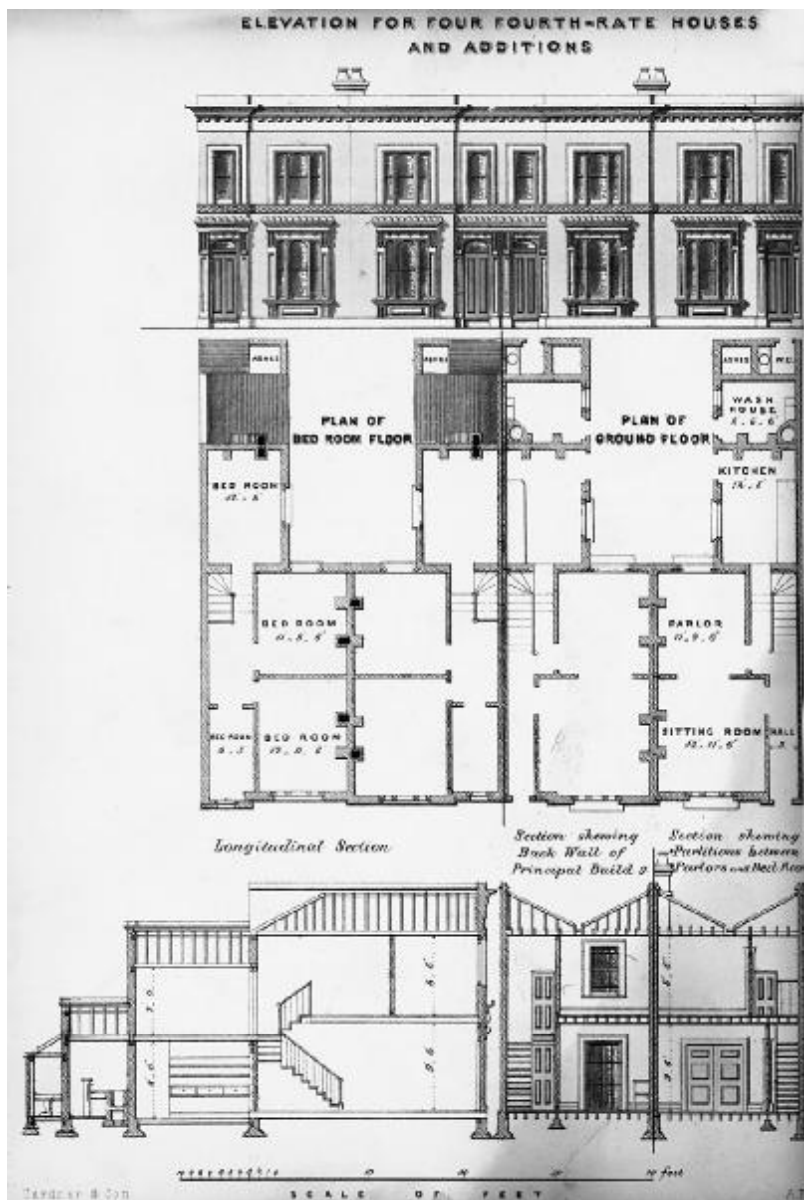 ELEVATION FOR FOUR FOURTH=RATE HOUSES
AND ADDITIONS
ASHES
ASHES
ASHES
W.C.
PLAN OF
BED ROOM FLOOR
PLAN OF
GROUND FLOOR
WASH
HOUSE
KITCHEN
BED ROOM
BED ROOM
PARLOR
BED ROOM
BED ROOM
SITTING ROOM
HALL
Longitudinal Section
Section shewing
Back Wall of
Principal Build g
Section shewing
Partitions between
Parlors and Bed Roo
feet
SCALE OF FEET